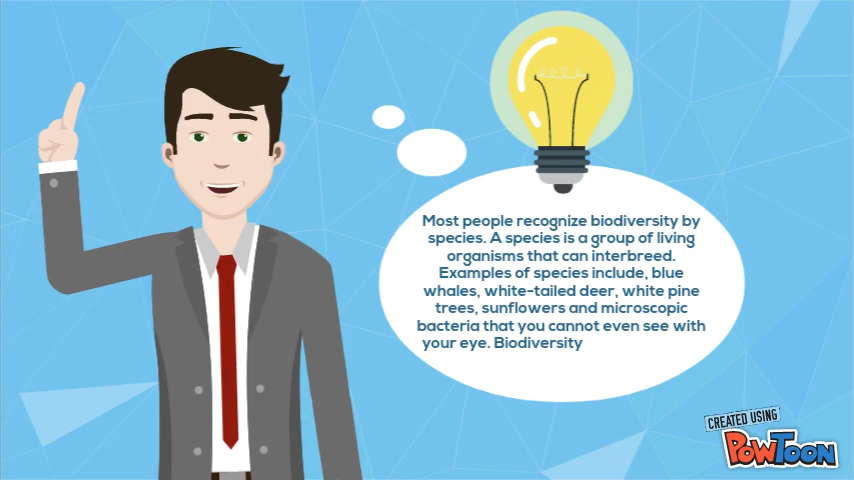 Most people recognize biodiversity by
species. A species is a group of living
organisms that can interbreed.
Examples of species include, blue
whales, white-tailed deer, white pine
trees, sunflowers and microscopic
bacteria that you cannot even see with
your eye. Biodiversity
CREATED USING
POWTOON